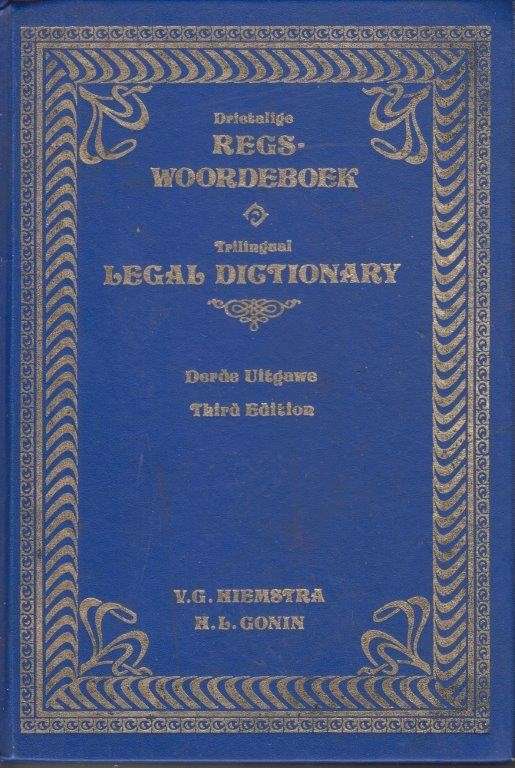 Drietalige
REGS-
WOORDEBOEK
Trilingual
LEGAL DICTIONARY
Derde Uitgawe
Third Edition
V.G. HIEMSTRA
H.L. GONIN